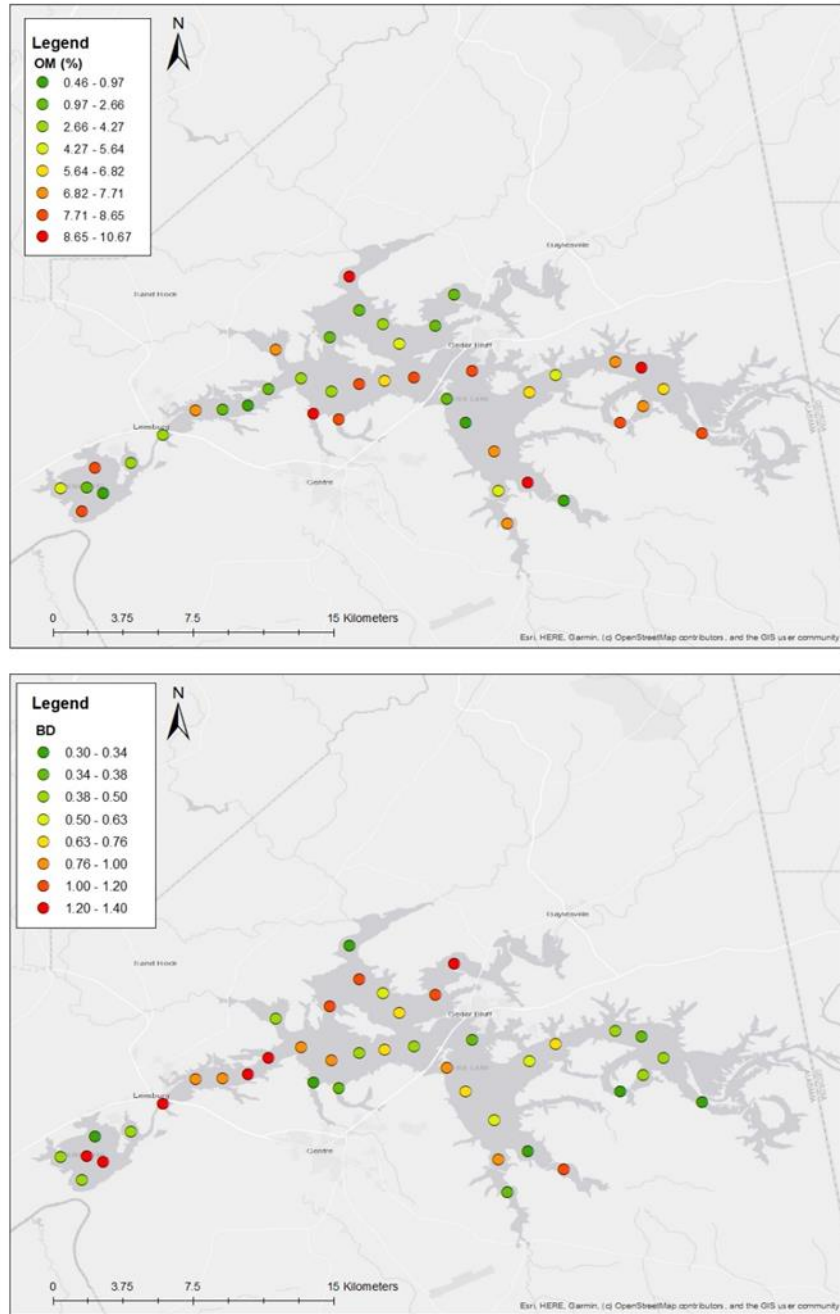 N
Legend
OM (%)
0.46 - 0.97
0.97 - 2.66
2.66 - 4.27
4.27 - 5.64
5.64 - 6.82
6.82 - 7.71
7.71 - 8.65
8.65 - 10.67
Gaylesville
Sand Rock
Cedar Bluff
Leesburg
Centre
GEORGIA
ALABAMA
0 3.75 7.5 15 Kilometers
Esri, HERE, Garmin, (c) OpenStreetMap contributors, and the GIS user community
N
Legend
BD
0.30 - 0.34
0.34 - 0.38
0.38 - 0.50
0.50 - 0.63
0.63 - 0.76
0.76 - 1.00
1.00 - 1.20
1.20 - 1.40
Gaylesville
Sand Rock
Cedar Bluff
Leesburg
Centre
GEORGIA
ALABAMA
0 3.75 7.5 15 Kilometers
Esri, HERE, Garmin, (c) OpenStreetMap contributors, and the GIS user community